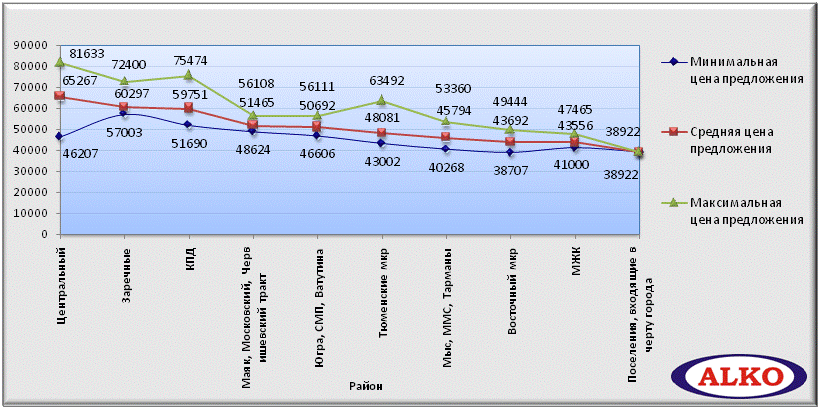 90000
80000
70000
60000
50000
40000
30000
20000
10000
0
81633
72400
75474
56108
56111
63492
53360
49444
47465
38922
65267
60297
59751
51465
50692
48081
45794
43692
43556
46207
57003
51690
48624
46606
43002
40268
38707
41000
38922
Центральный
Заречные
КПД
Маяк, Московский, Черв
ишевский тракт
Югра, СМП, Ватутина
Тюменские мкр
Мыс, ММС, Тарманы
Восточный мкр
МЖК
Поселения, входящие в
черту города
Район
Минимальная
цена предложения
Средняя цена
предложения
Максимальная
цена предложения
ALKO